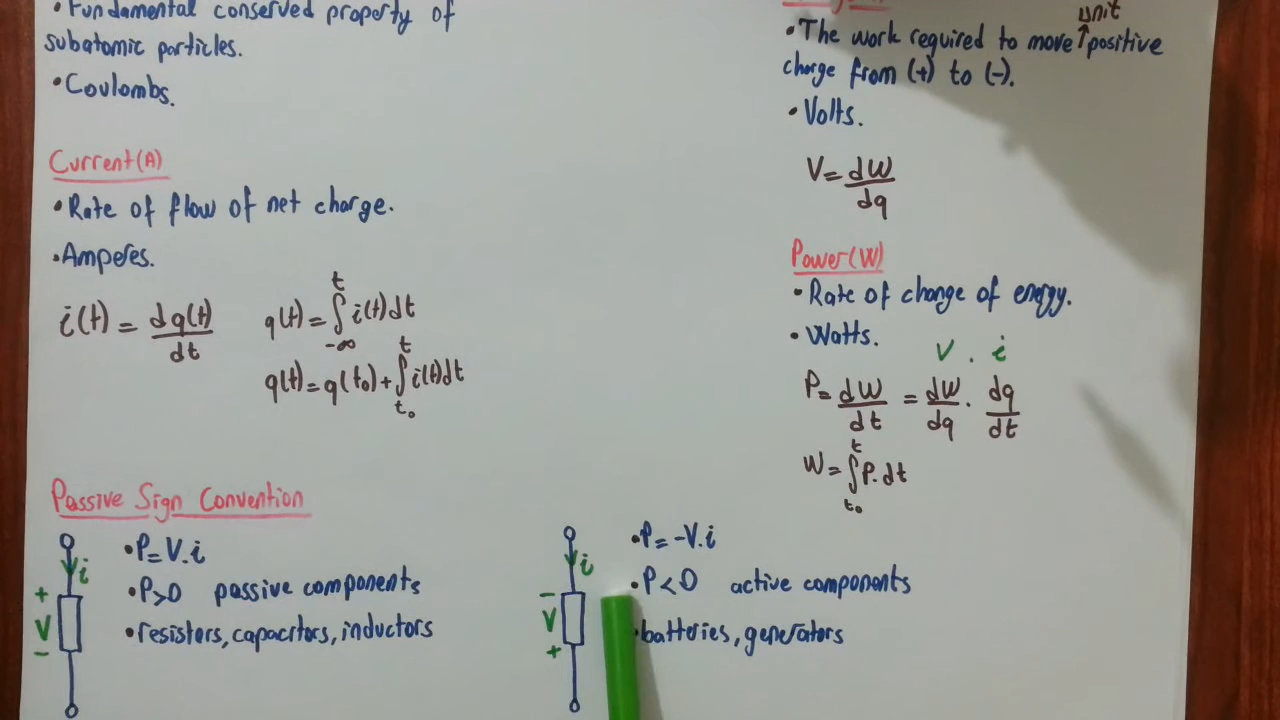 • Fundamental conserved property of
subatomic particles.
• Coulombs.
Current(A)
• Rate of flow of net charge.
• Amperes.
i(t) = dq(t)/dt
q(t) = ∫_{-∞}^{t} i(t)dt
q(t) = q(t₀) + ∫_{t₀}^{t} i(t)dt
unit
• The work required to move ↑ positive
charge from (+) to (-).
• Volts.
V = dW/dq
Power(W)
• Rate of change of energy.
• Watts.
V . i
P = dW/dt = dW/dq . dq/dt
W = ∫_{t₀}^{t} P. dt
Passive Sign Convention
i
+
V
-
• P = V.i
• P>0 passive components
• resisters, capacitors, inductors
i
-
V
+
• P = -V.i
• P<0 active components
• batteries, generators